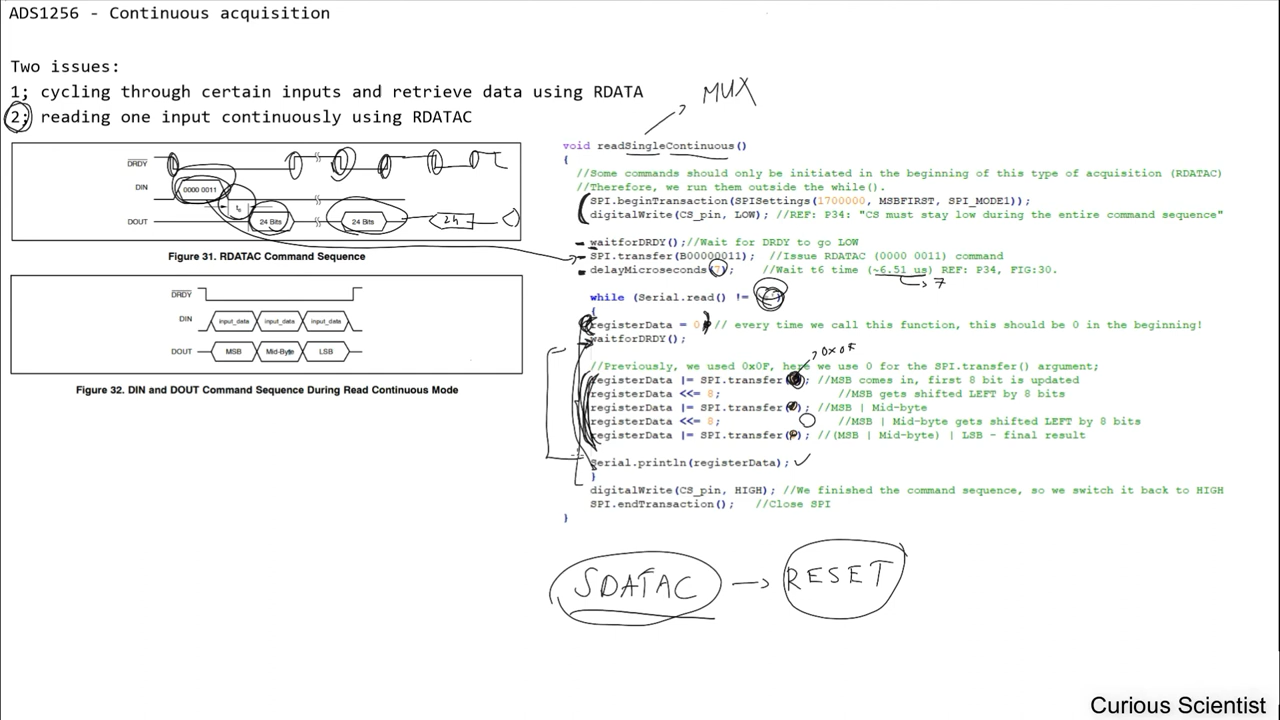 ADS1256 - Continuous acquisition
Two issues:
1; cycling through certain inputs and retrieve data using RDATA
2; reading one input continuously using RDATAC
DRDY
DIN
0000 0011
t6
DOUT
24 Bits
24 Bits
24
Figure 31. RDATAC Command Sequence
DRDY
DIN
input_data
input_data
input_data
DOUT
MSB
Mid-Byte
LSB
Figure 32. DIN and DOUT Command Sequence During Read Continuous Mode
MUX
void readSingleContinuous()
{
//Some commands should only be initiated in the beginning of this type of acquisition (RDATAC)
//Therefore, we run them outside the while().
SPI.beginTransaction(SPISettings(1700000, MSBFIRST, SPI_MODE1));
digitalWrite(CS_pin, LOW); //REF: P34: "CS must stay low during the entire command sequence"
waitforDRDY();//Wait for DRDY to go LOW
SPI.transfer(B00000011); //Issue RDATAC (0000 0011) command
delayMicroseconds(7); //Wait t6 time (~6.51 us) REF: P34, FIG:30.
7
while (Serial.read() !=
{
registerData = 0; // every time we call this function, this should be 0 in the beginning!
waitforDRDY();
0x0F
//Previously, we used 0x0F, here we use 0 for the SPI.transfer() argument;
registerData |= SPI.transfer( ); //MSB comes in, first 8 bit is updated
registerData <<= 8; //MSB gets shifted LEFT by 8 bits
registerData |= SPI.transfer( ); //MSB | Mid-byte
registerData <<= 8; //MSB | Mid-byte gets shifted LEFT by 8 bits
registerData |= SPI.transfer( ); //(MSB | Mid-byte) | LSB - final result
Serial.println(registerData);
}
digitalWrite(CS_pin, HIGH); //We finished the command sequence, so we switch it back to HIGH
SPI.endTransaction(); //Close SPI
}
SDATAC → RESET
Curious Scientist